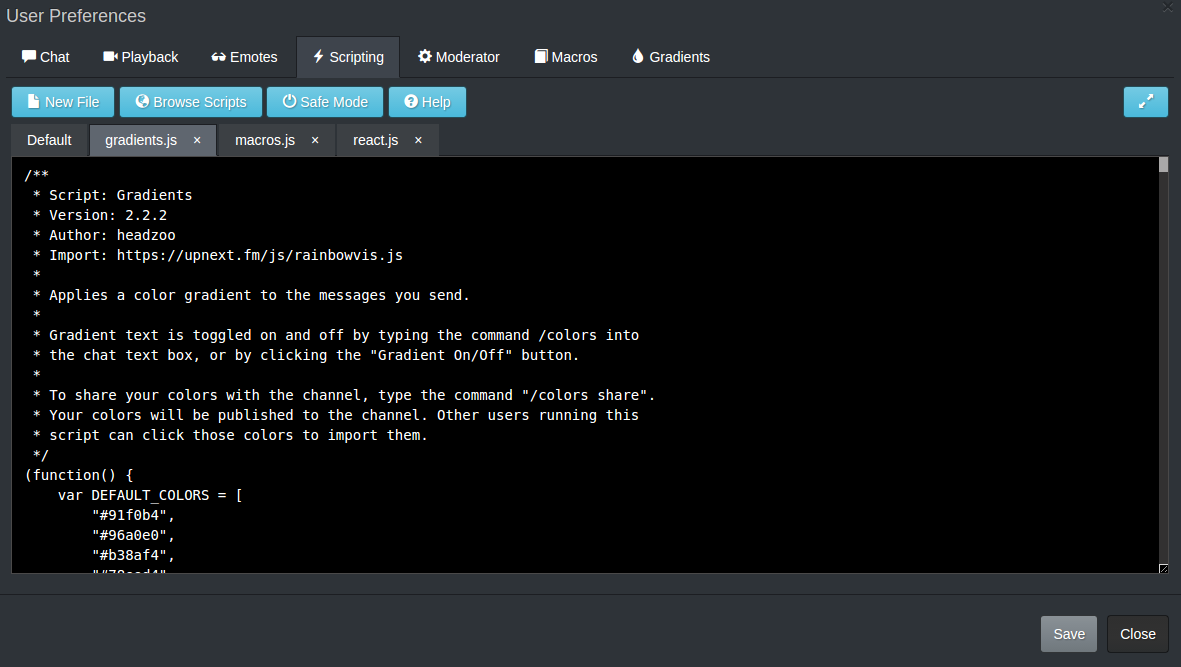 User Preferences
Chat Playback Emotes Scripting Moderator Macros Gradients
New File Browse Scripts Safe Mode Help
Default gradients.js × macros.js × react.js ×
/**
 * Script: Gradients
 * Version: 2.2.2
 * Author: headzoo
 * Import: https://upnext.fm/js/rainbowvis.js
 *
 * Applies a color gradient to the messages you send.
 *
 * Gradient text is toggled on and off by typing the command /colors into
 * the chat text box, or by clicking the "Gradient On/Off" button.
 *
 * To share your colors with the channel, type the command "/colors share".
 * Your colors will be published to the channel. Other users running this
 * script can click those colors to import them.
 */
(function() {
    var DEFAULT_COLORS = [
        "#91f0b4",
        "#96a0e0",
        "#b38af4",
Save Close